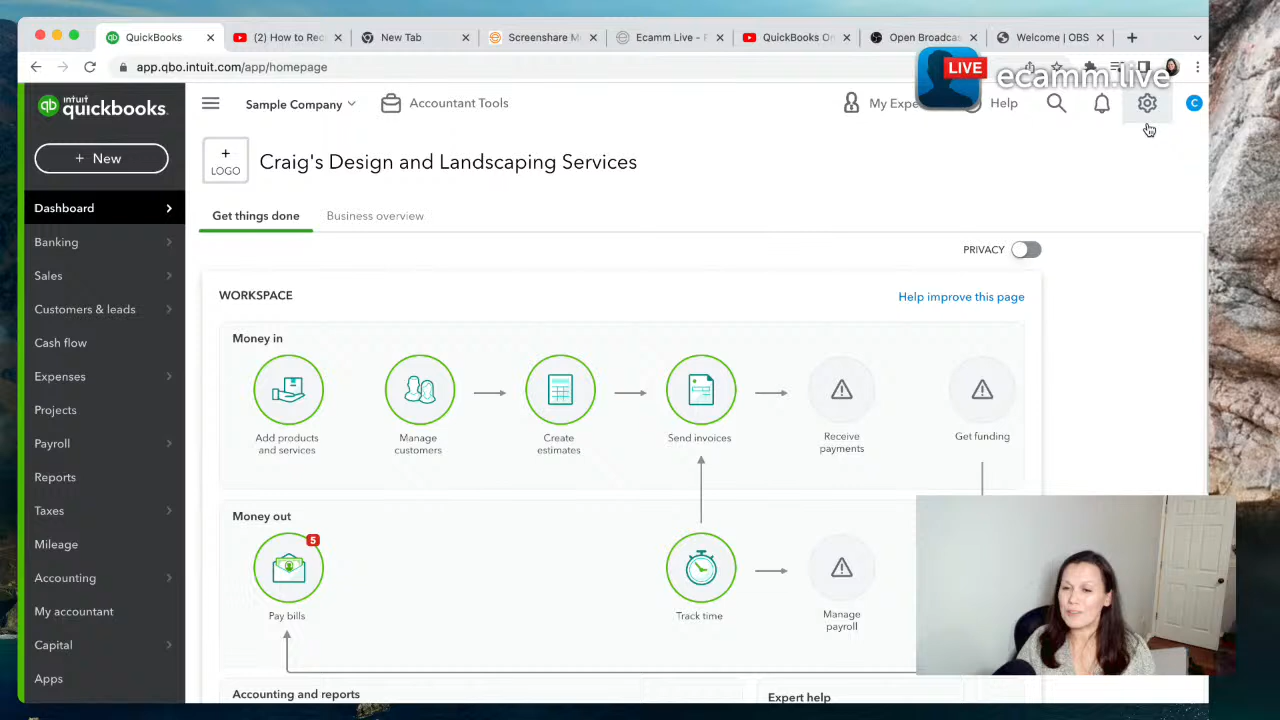 QuickBooks
(2) How to Rec
New Tab
Screenshare M
Ecamm Live - F
QuickBooks On
Open Broadcas
Welcome | OBS
app.qbo.intuit.com/app/homepage
LIVE
ecamm.live
intuit
quickbooks.
Sample Company
Accountant Tools
My Expe
Help
C
+ New
+
LOGO
Craig's Design and Landscaping Services
Dashboard
Banking
Sales
Customers & leads
Cash flow
Expenses
Projects
Payroll
Reports
Taxes
Mileage
Accounting
My accountant
Capital
Apps
Get things done
Business overview
PRIVACY
WORKSPACE
Help improve this page
Money in
Add products
and services
Manage
customers
Create
estimates
Send invoices
Receive
payments
Get funding
Money out
5
Pay bills
Track time
Manage
payroll
Accounting and reports
Expert help